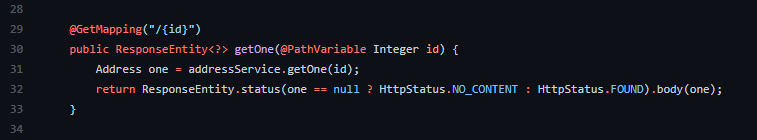 28
29 @GetMapping("/{id}")
30 public ResponseEntity<?> getOne(@PathVariable Integer id) {
31 Address one = addressService.getOne(id);
32 return ResponseEntity.status(one == null ? HttpStatus.NO_CONTENT : HttpStatus.FOUND).body(one);
33 }
34